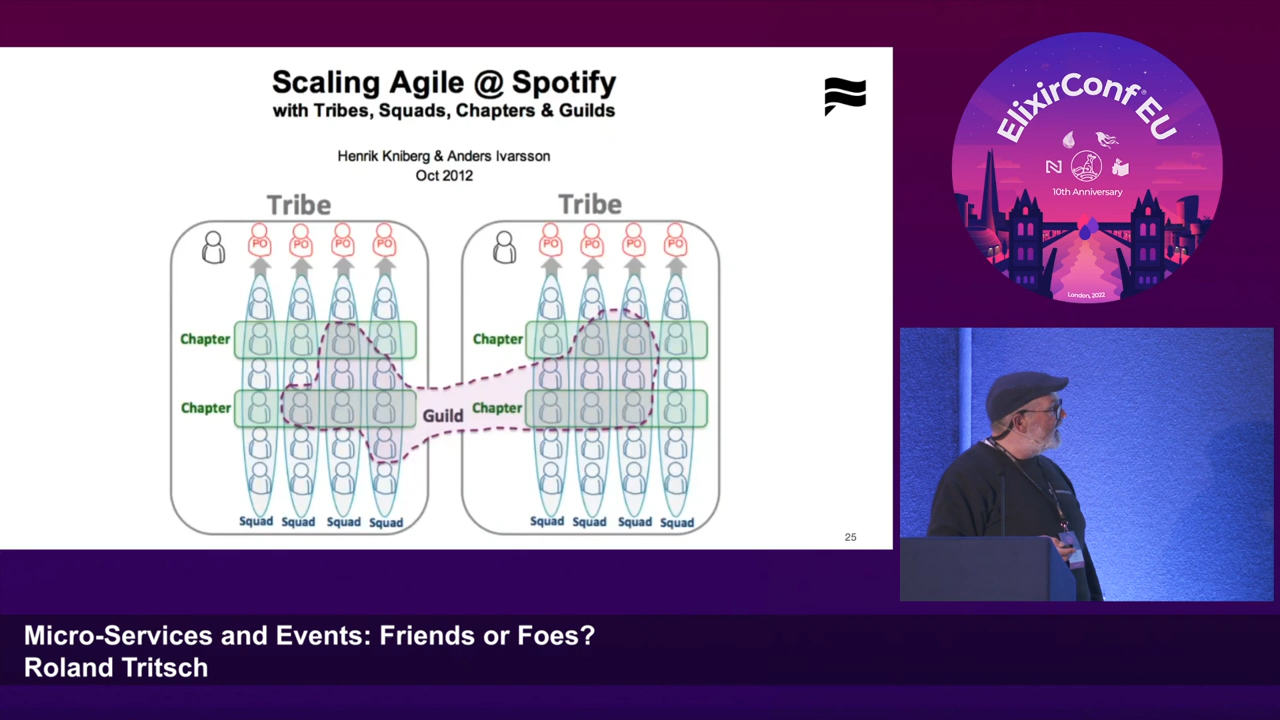 Scaling Agile @ Spotify
with Tribes, Squads, Chapters & Guilds
Henrik Kniberg & Anders Ivarsson
Oct 2012
Tribe
Tribe
PO PO PO PO
PO PO PO PO
Chapter
Chapter
Chapter
Guild
Chapter
Squad Squad Squad Squad
Squad Squad Squad Squad
25
ElixirConf® EU
N
10th Anniversary
London, 2022
Micro-Services and Events: Friends or Foes?
Roland Tritsch